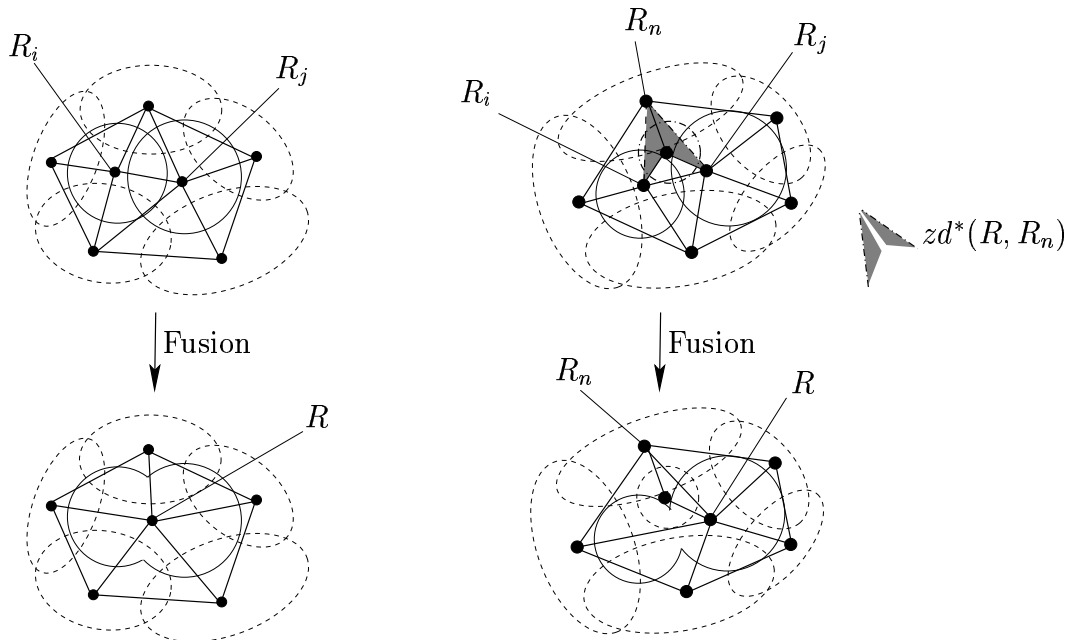 R_i
R_j
Fusion
R
R_n
R_j
R_i
zd*(R, R_n)
Fusion
R_n
R